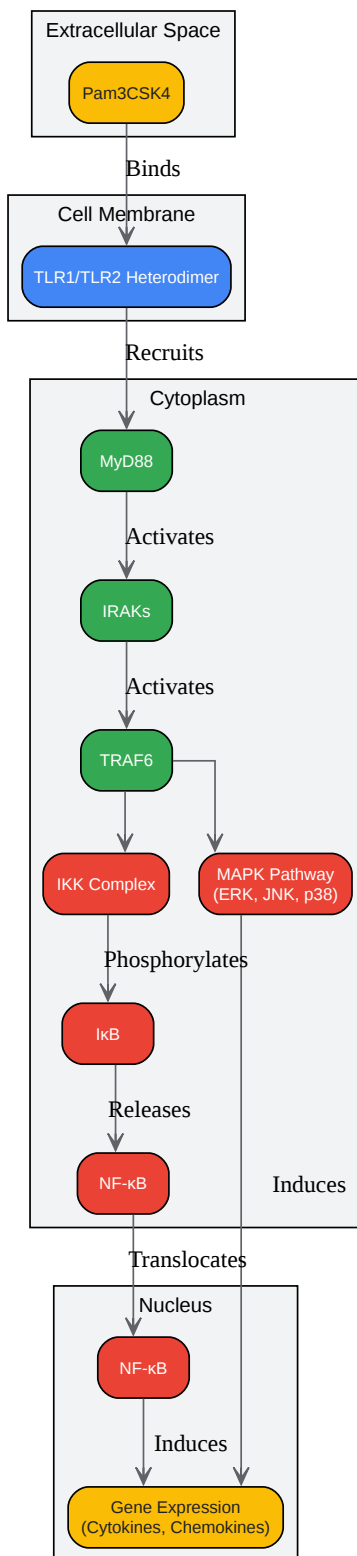 Extracellular Space
Pam3CSK4
Binds
Cell Membrane
TLR1/TLR2 Heterodimer
Recruits
Cytoplasm
MyD88
Activates
IRAKs
Activates
TRAF6
IKK Complex
MAPK Pathway
(ERK, JNK, p38)
Phosphorylates
IκB
Releases
NF-κB
Induces
Translocates
Nucleus
NF-κB
Induces
Gene Expression
(Cytokines, Chemokines)